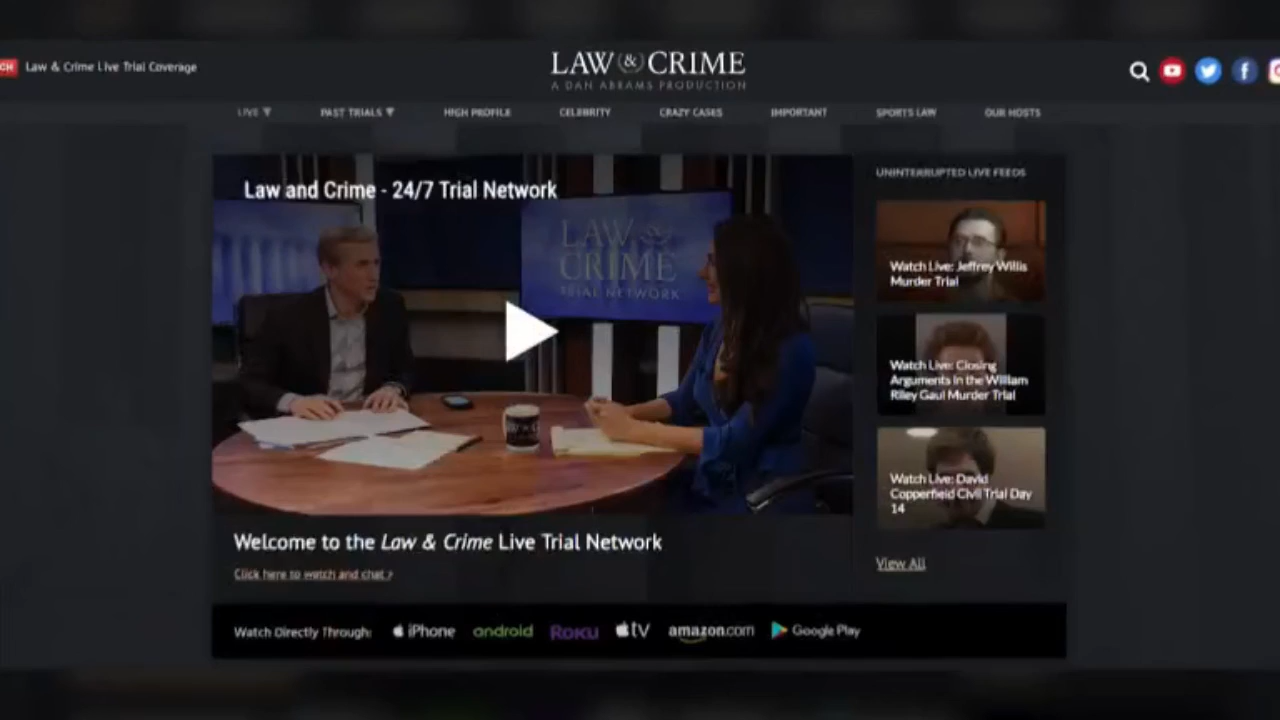 CH
Law & Crime Live Trial Coverage
LAW & CRIME
A DAN ABRAMS PRODUCTION
LIVE
PAST TRIALS
HIGH PROFILE
CELEBRITY
CRAZY CASES
IMPORTANT
SPORTS LAW
OUR HOSTS
Law and Crime - 24/7 Trial Network
LAW &
CRIME
TRIAL NETWORK
UNINTERRUPTED LIVE FEEDS
Watch Live: Jeffrey Willis
Murder Trial
Watch Live: Closing
Arguments in the William
Riley Gaul Murder Trial
Watch Live: David
Copperfield Civil Trial Day
14
View All
Welcome to the Law & Crime Live Trial Network
Click here to watch and chat >
Watch Directly Through:
iPhone
android
ROKU
tv
amazon.com
Google Play